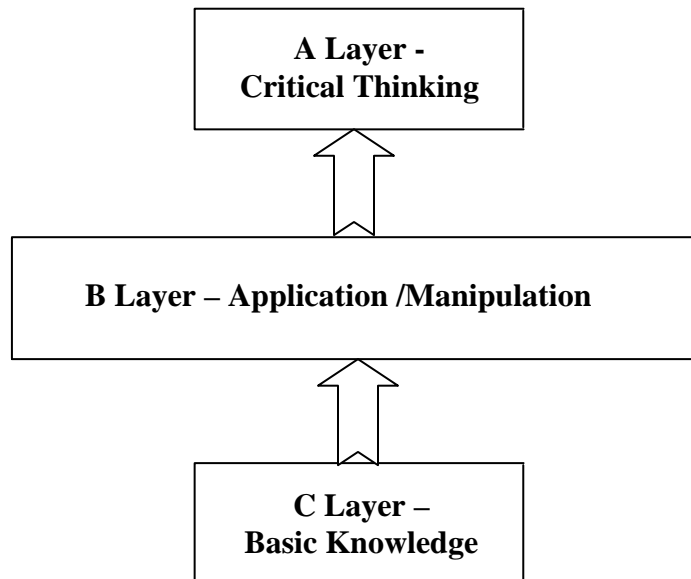 A Layer -
Critical Thinking
B Layer – Application /Manipulation
C Layer –
Basic Knowledge